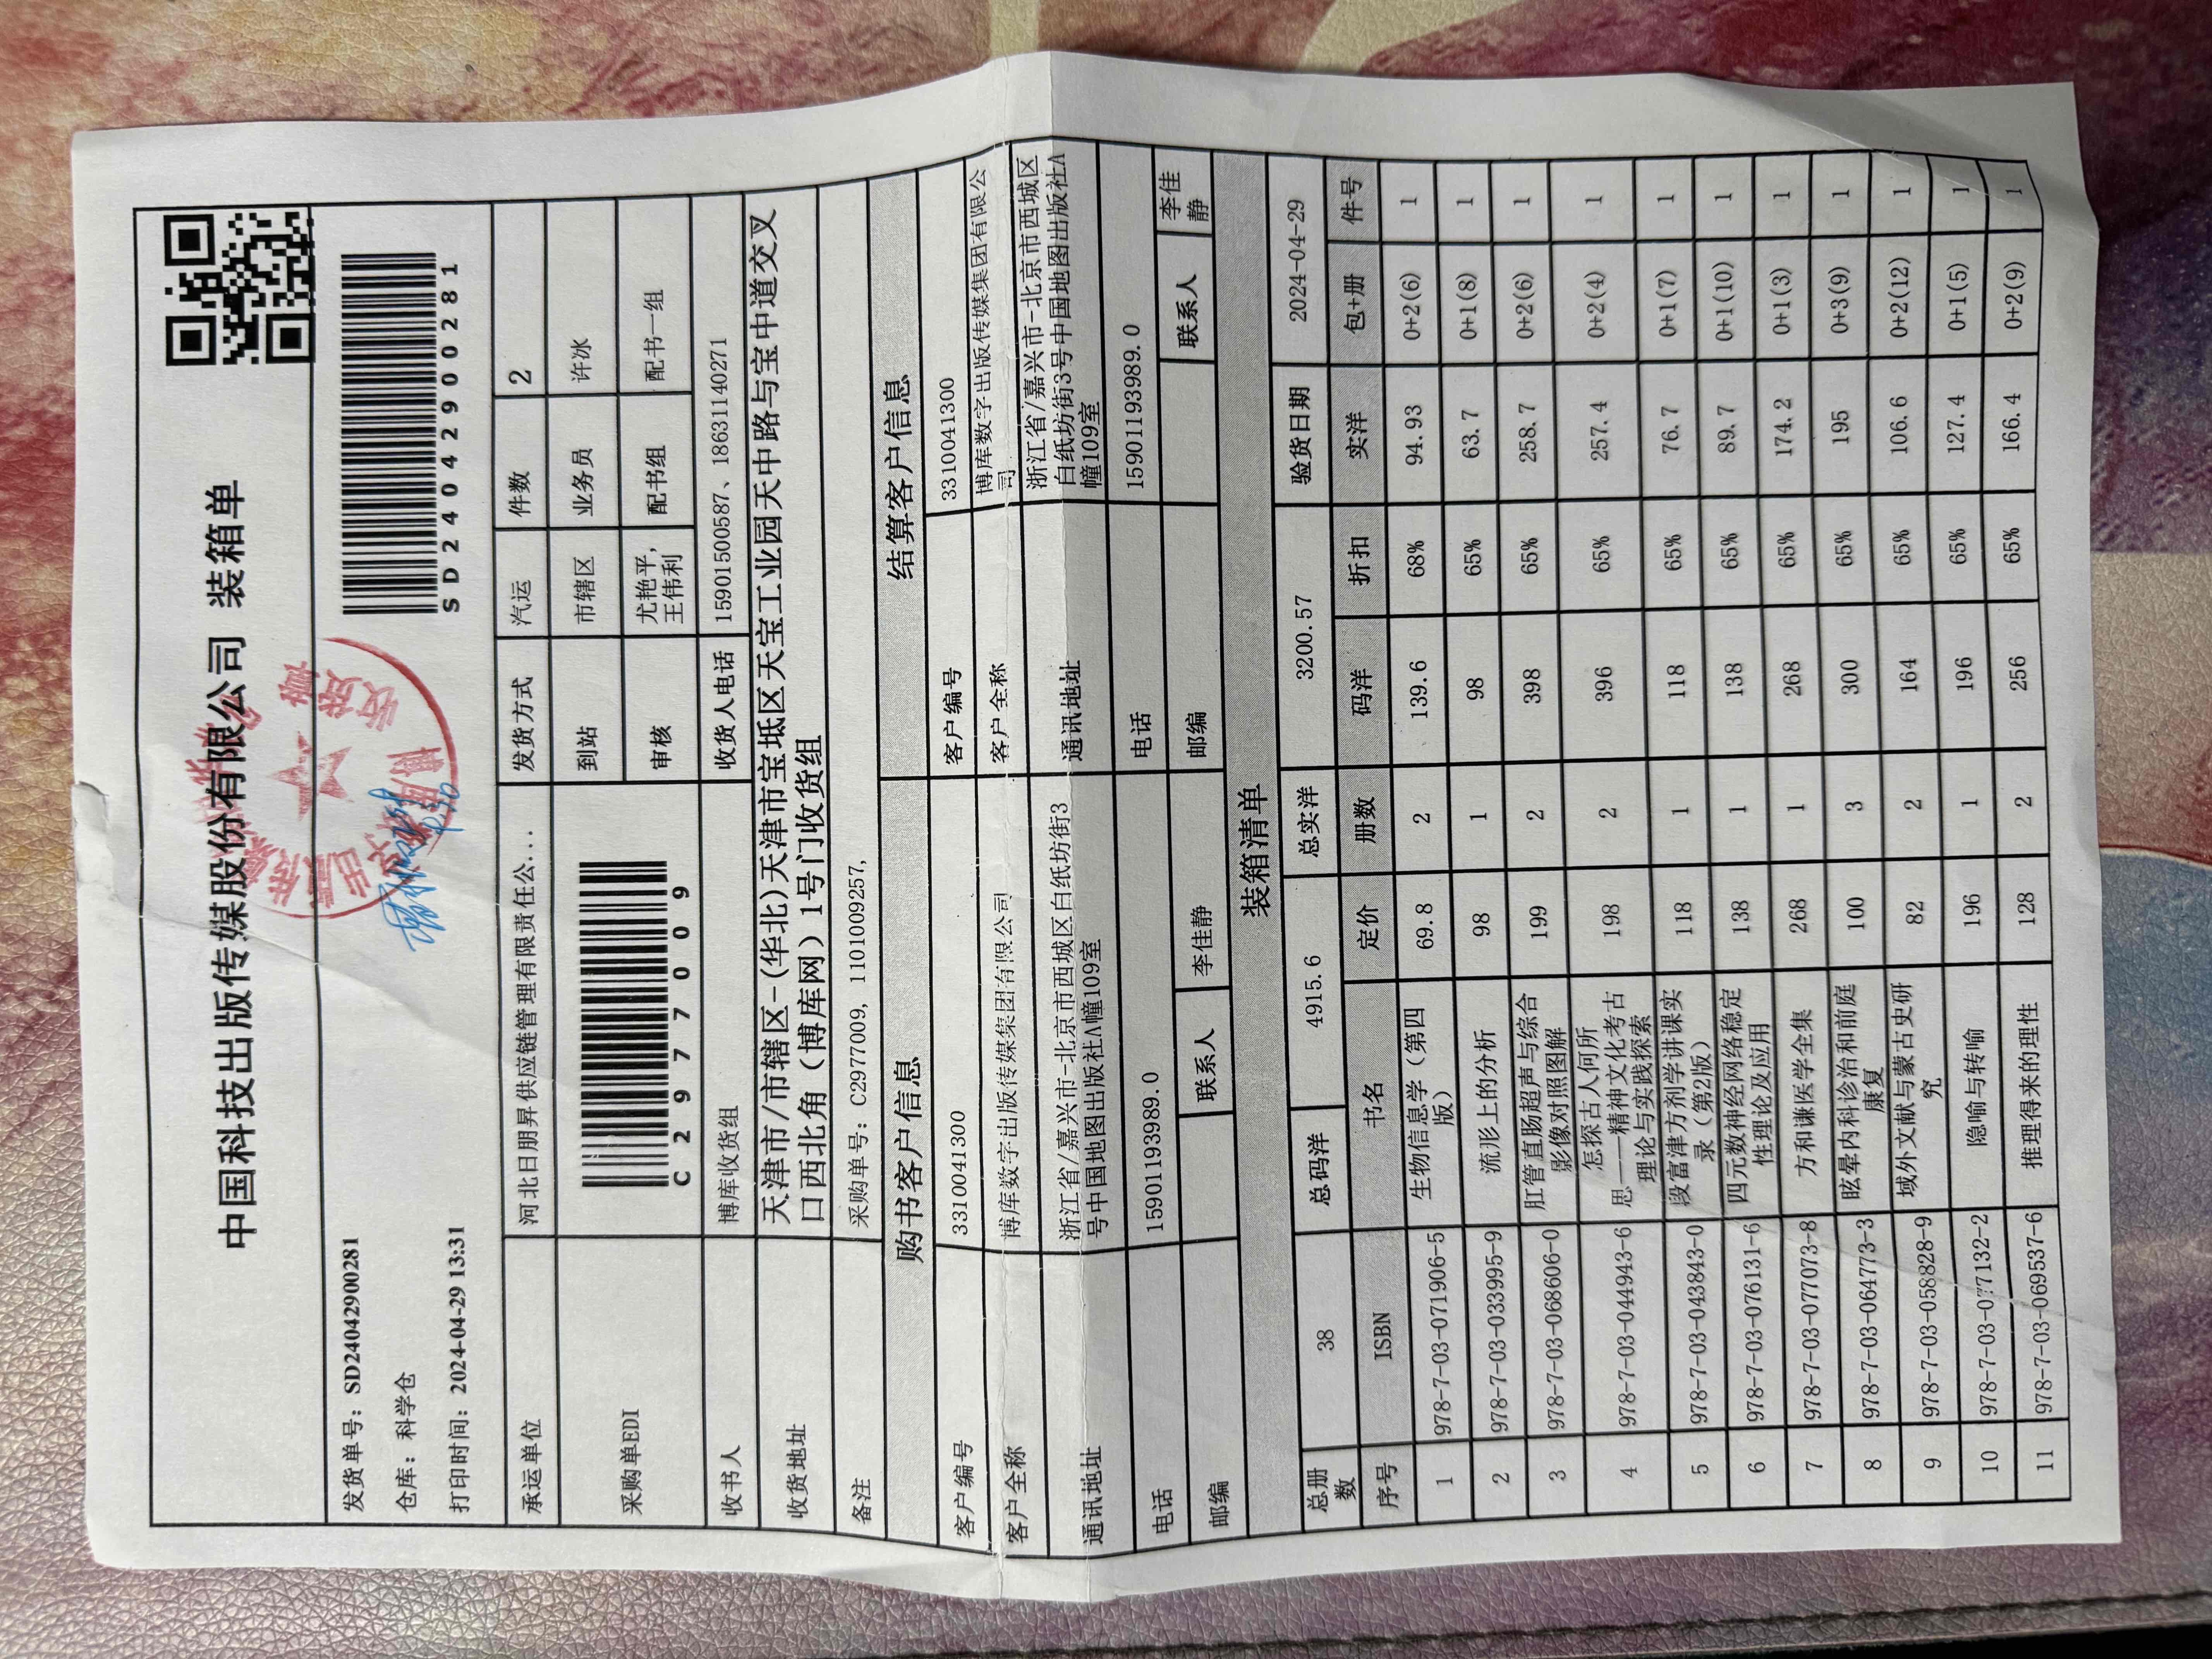 中国科技出版传媒股份有限公司 装箱单
发货单号：SD24042900281
仓库：科学仓
打印时间：2024-04-29 13:31
SD24042900281
承运单位 河北日朋昇供应链管理有限责任公... 发货方式 汽运 件数 2
采购单EDI C2977009 到站 市辖区 业务员 许冰
审核 尤艳平, 王伟利 配书组 配书一组
收书人 博库收货组 收货人电话 15901500587、18631140271
收货地址 天津市/市辖区-(华北)天津市宝坻区天宝工业园天中路与宝中道交叉
口西北角（博库网）1号门收货组
备注 采购单号：C2977009, 1101009257,
购书客户信息 结算客户信息
客户编号 3310041300 客户编号 3310041300
客户全称 博库数字出版传媒集团有限公司 客户全称 博库数字出版传媒集团有限公
司
通讯地址 浙江省/嘉兴市-北京市西城区白纸坊街3
号中国地图出版社A幢109室
通讯地址 浙江省/嘉兴市-北京市西城区
白纸坊街3号中国地图出版社A
幢109室
电话 15901193989.0 电话 15901193989.0
邮编 联系人 李佳静 邮编 联系人 李佳
静
装箱清单
总册
数 38 总码洋 4915.6 总实洋 3200.57 验货日期 2024-04-29
序号 ISBN 书名 定价 册数 码洋 折扣 实洋 包+册 件号
1 978-7-03-071906-5 生物信息学（第四
版） 69.8 2 139.6 68% 94.93 0+2(6) 1
2 978-7-03-033995-9 流形上的分析 98 1 98 65% 63.7 0+1(8) 1
3 978-7-03-068606-0 肛管直肠超声与综合
影像对照图解 199 2 398 65% 258.7 0+2(6) 1
4 978-7-03-044943-6 怎探古人何所
思——精神文化考古
理论与实践探索 198 2 396 65% 257.4 0+2(4) 1
5 978-7-03-043843-0 段富津方剂学讲课实
录（第2版） 118 1 118 65% 76.7 0+1(7) 1
6 978-7-03-076131-6 四元数神经网络稳定
性理论及应用 138 1 138 65% 89.7 0+1(10) 1
7 978-7-03-077073-8 方和谦医学全集 268 1 268 65% 174.2 0+1(3) 1
8 978-7-03-064773-3 眩晕内科诊治和前庭
康复 100 3 300 65% 195 0+3(9) 1
9 978-7-03-058828-9 域外文献与蒙古史研
究 82 2 164 65% 106.6 0+2(12) 1
10 978-7-03-077132-2 隐喻与转喻 196 1 196 65% 127.4 0+1(5) 1
11 978-7-03-069537-6 推理得来的理性 128 2 256 65% 166.4 0+2(9) 1